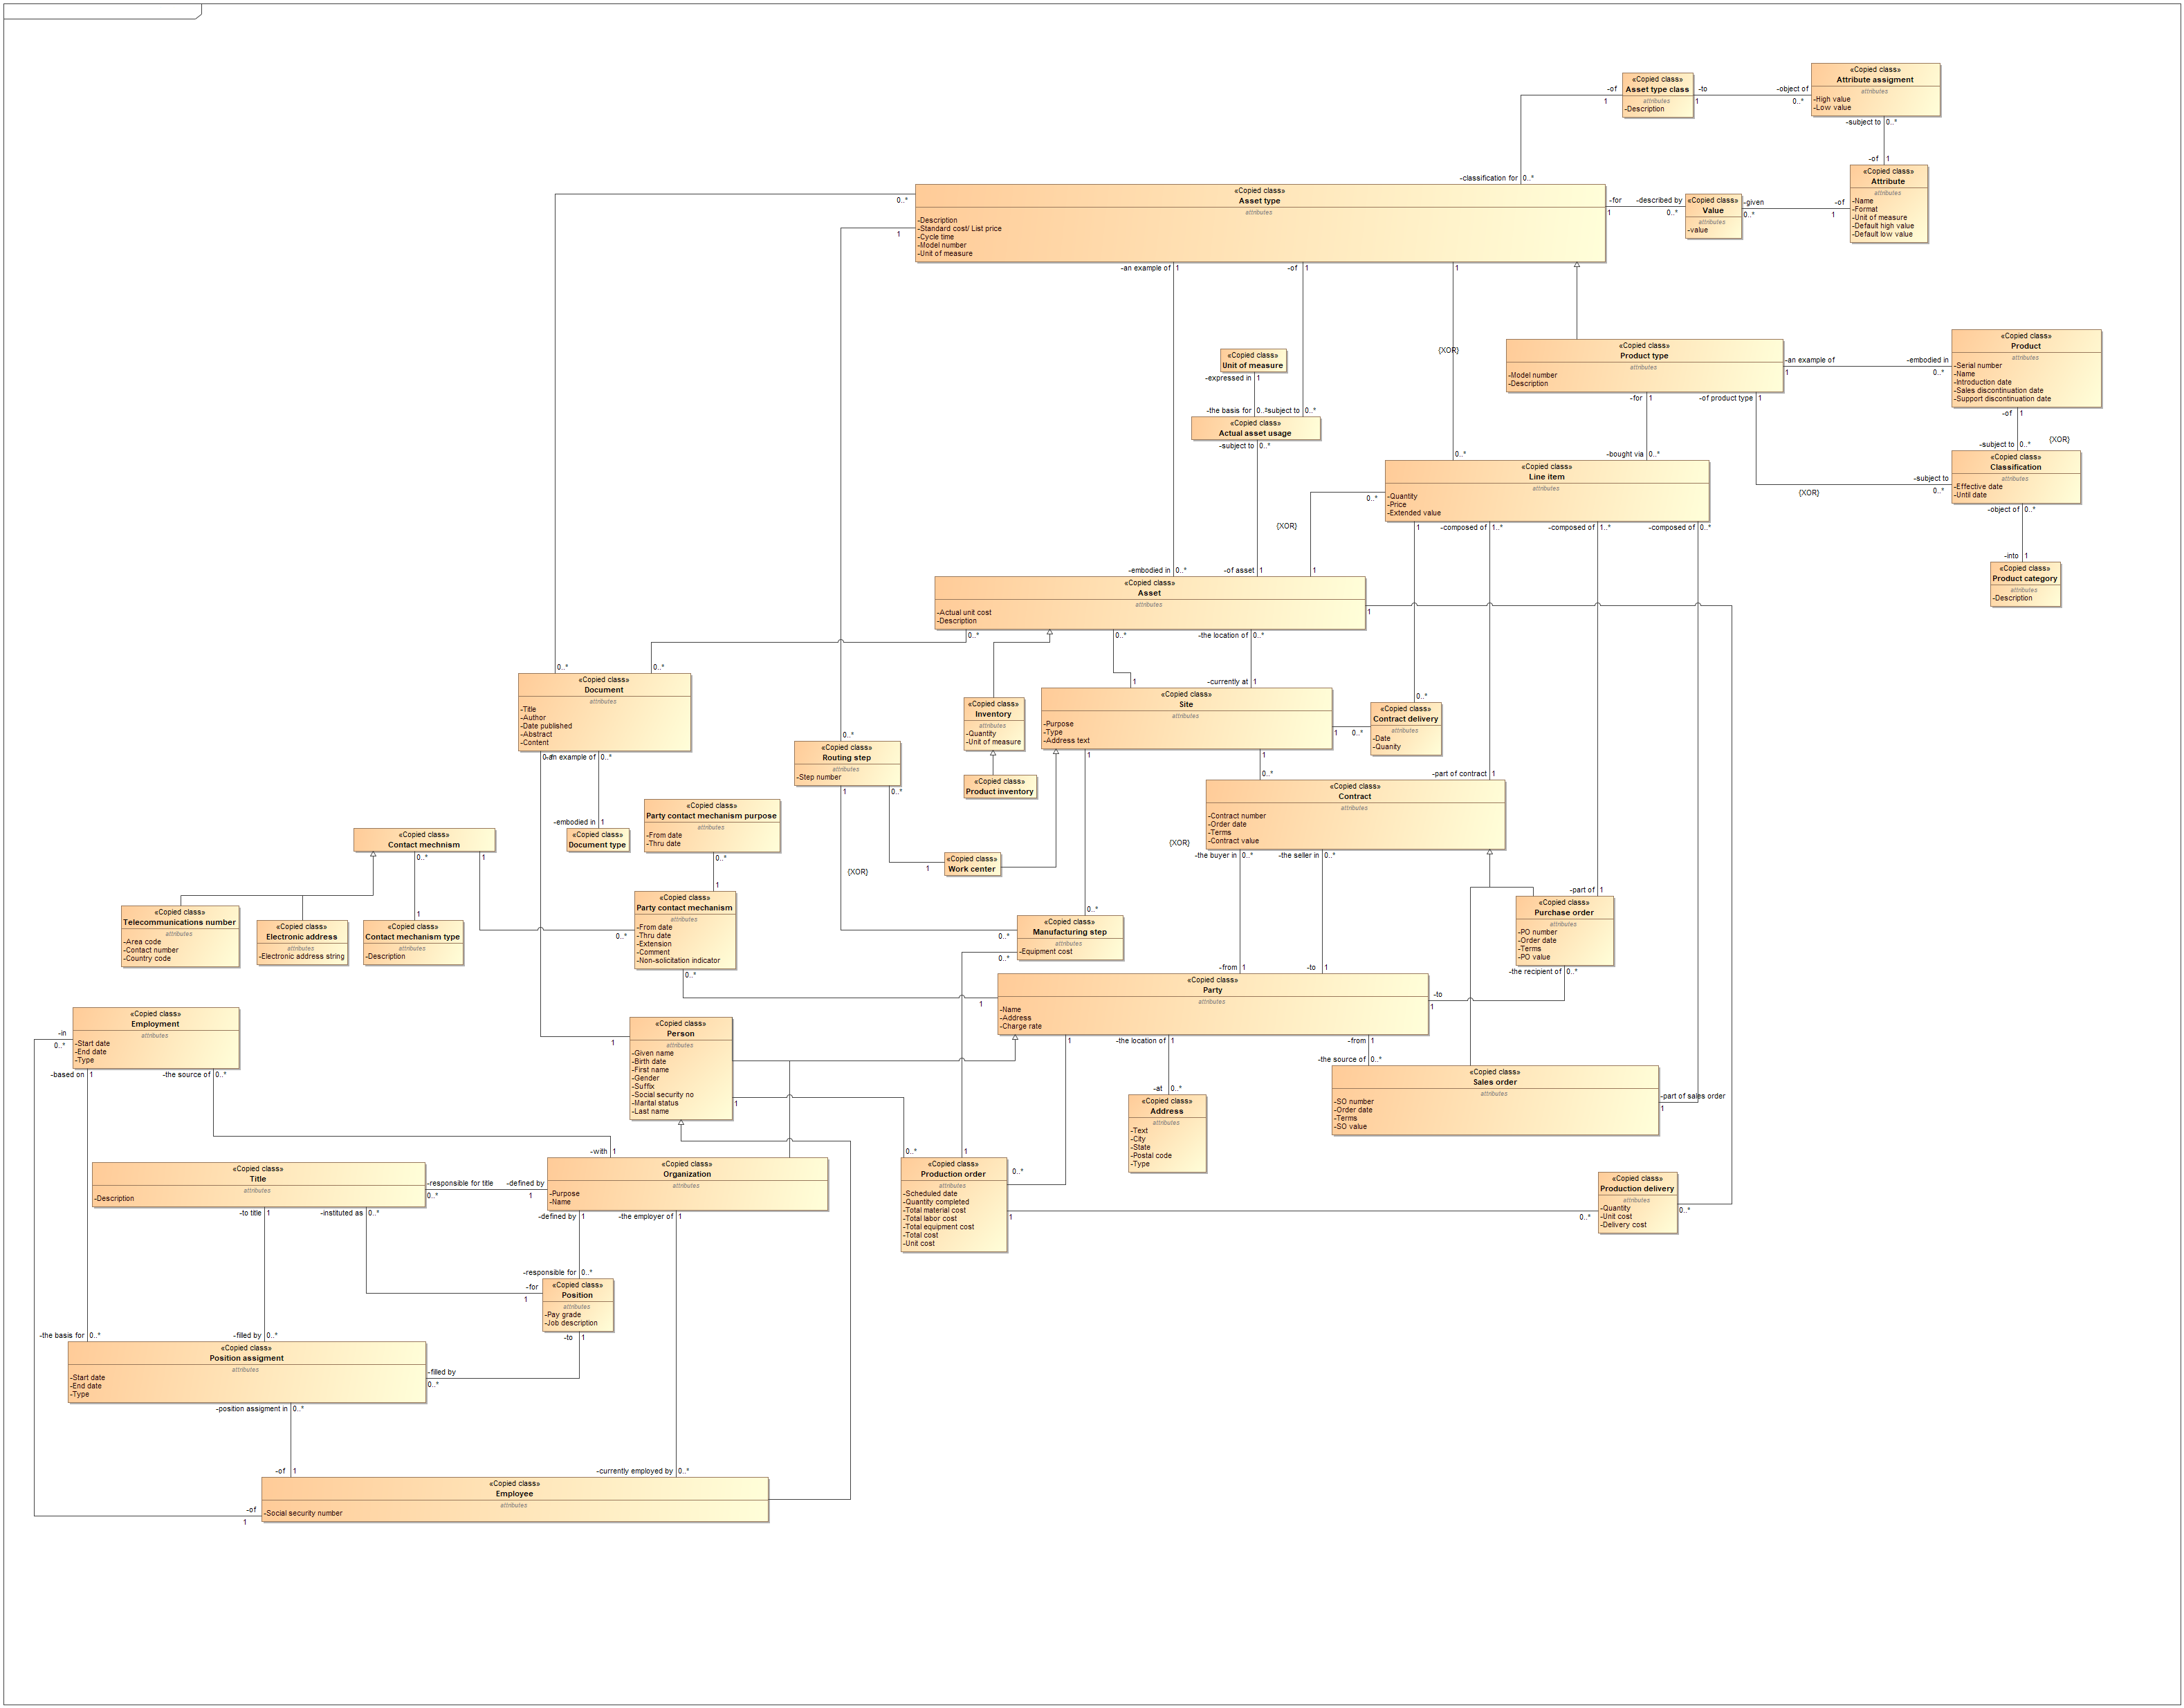 «Copied class»
Asset type class
attributes
-Description
-of
1
-to
1
-object of
0..*
«Copied class»
Attribute assigment
attributes
-High value
-Low value
-subject to
0..*
-of
1
«Copied class»
Attribute
attributes
-Name
-Format
-Unit of measure
-Default high value
-Default low value
-classification for
0..*
«Copied class»
Asset type
attributes
-Description
-Standard cost/ List price
-Cycle time
-Model number
-Unit of measure
0..*
1
-for
1
-described by
0..*
«Copied class»
Value
attributes
-value
-given
0..*
-of
1
-an example of
1
-of
1
1
{XOR}
«Copied class»
Unit of measure
-expressed in
1
-the basis for
-subject to
0..*
«Copied class»
Actual asset usage
-subject to
0..*
«Copied class»
Product type
-Model number
-Description
attributes
-an example of
1
-embodied in
0..*
«Copied class»
Product
attributes
-Serial number
-Name
-Introduction date
-Sales discontinuation date
-Support discontinuation date
-for
1
-of product type
1
-of
1
-subject to
0..*
{XOR}
-bought via
0..*
0..*
«Copied class»
Line item
attributes
-Quantity
-Price
-Extended value
0..*
{XOR}
{XOR}
-subject to
0..*
«Copied class»
Classification
attributes
-Effective date
-Until date
-object of
0..*
-into
1
«Copied class»
Product category
attributes
-Description
1
-composed of
1..*
-composed of
1..*
-composed of
0..*
-embodied in
0..*
-of asset
1
1
«Copied class»
Asset
attributes
-Actual unit cost
-Description
1
0..*
0..*
-the location of
0..*
0..*
0..*
«Copied class»
Document
attributes
-Title
-Author
-Date published
-Abstract
-Content
-an example of
0..*
-embodied in
1
«Copied class»
Document type
1
-currently at
1
«Copied class»
Inventory
attributes
-Quantity
-Unit of measure
«Copied class»
Product inventory
«Copied class»
Site
attributes
-Purpose
-Type
-Address text
1
0..*
0..*
«Copied class»
Contract delivery
attributes
-Date
-Quanity
0..*
«Copied class»
Routing step
attributes
-Step number
1
0..*
1
1
0..*
-part of contract
1
«Copied class»
Contract
attributes
-Contract number
-Order date
-Terms
-Contract value
{XOR}
-the buyer in
0..*
-the seller in
0..*
«Copied class»
Party contact mechanism purpose
attributes
-From date
-Thru date
0..*
1
«Copied class»
Contact mechnism
0..*
1
«Copied class»
Work center
1
{XOR}
«Copied class»
Telecommunications number
attributes
-Area code
-Contact number
-Country code
«Copied class»
Electronic address
attributes
-Electronic address string
1
«Copied class»
Contact mechanism type
attributes
-Description
«Copied class»
Party contact mechanism
attributes
-From date
-Thru date
-Extension
-Comment
-Non-solicitation indicator
0..*
0..*
0..*
«Copied class»
Manufacturing step
attributes
-Equipment cost
0..*
0..*
-part of
1
«Copied class»
Purchase order
attributes
-PO number
-Order date
-Terms
-PO value
-the recipient of
0..*
-from
1
-to
1
«Copied class»
Party
attributes
-Name
-Address
-Charge rate
1
-to
1
1
-the location of
1
-from
1
-the source of
0..*
-at
0..*
«Copied class»
Address
attributes
-Text
-City
-State
-Postal code
-Type
«Copied class»
Sales order
attributes
-SO number
-Order date
-Terms
-SO value
-part of sales order
1
«Copied class»
Employment
attributes
-Start date
-End date
-Type
-in
0..*
-based on
1
-the source of
0..*
«Copied class»
Person
attributes
-Given name
-Birth date
-First name
-Gender
-Suffix
-Social security no
-Marital status
-Last name
1
1
0..*
1
0..*
«Copied class»
Production order
attributes
-Scheduled date
-Quantity completed
-Total material cost
-Total labor cost
-Total equipment cost
-Total cost
-Unit cost
1
0..*
«Copied class»
Production delivery
attributes
-Quantity
-Unit cost
-Delivery cost
0..*
-with
1
«Copied class»
Title
attributes
-Description
-responsible for title
0..*
-defined by
1
«Copied class»
Organization
attributes
-Purpose
-Name
-to title
1
-instituted as
0..*
-defined by
1
-the employer of
1
-responsible for
0..*
-for
1
«Copied class»
Position
attributes
-Pay grade
-Job description
-to
1
-the basis for
0..*
-filled by
0..*
«Copied class»
Position assigment
attributes
-Start date
-End date
-Type
-filled by
0..*
-position assigment in
0..*
-of
1
-currently employed by
0..*
«Copied class»
Employee
attributes
-Social security number
-of
1